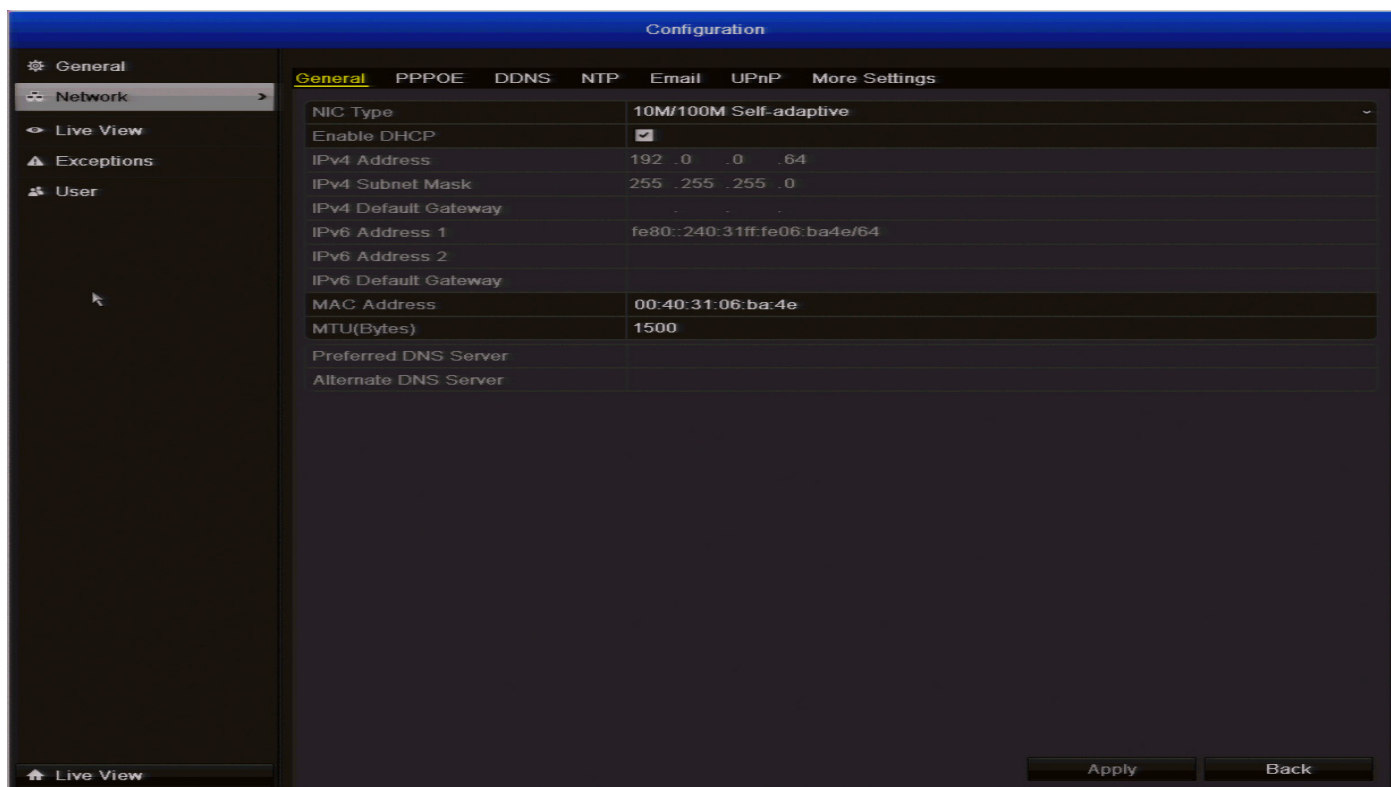 Configuration
General
Network >
Live View
Exceptions
User
General PPPOE DDNS NTP Email UPnP More Settings
NIC Type 10M/100M Self-adaptive
Enable DHCP
IPv4 Address 192 .0 .0 .64
IPv4 Subnet Mask 255 .255 .255 .0
IPv4 Default Gateway . . .
IPv6 Address 1 fe80::240:31ff:fe06:ba4e/64
IPv6 Address 2
IPv6 Default Gateway
MAC Address 00:40:31:06:ba:4e
MTU(Bytes) 1500
Preferred DNS Server
Alternate DNS Server
Live View
Apply Back